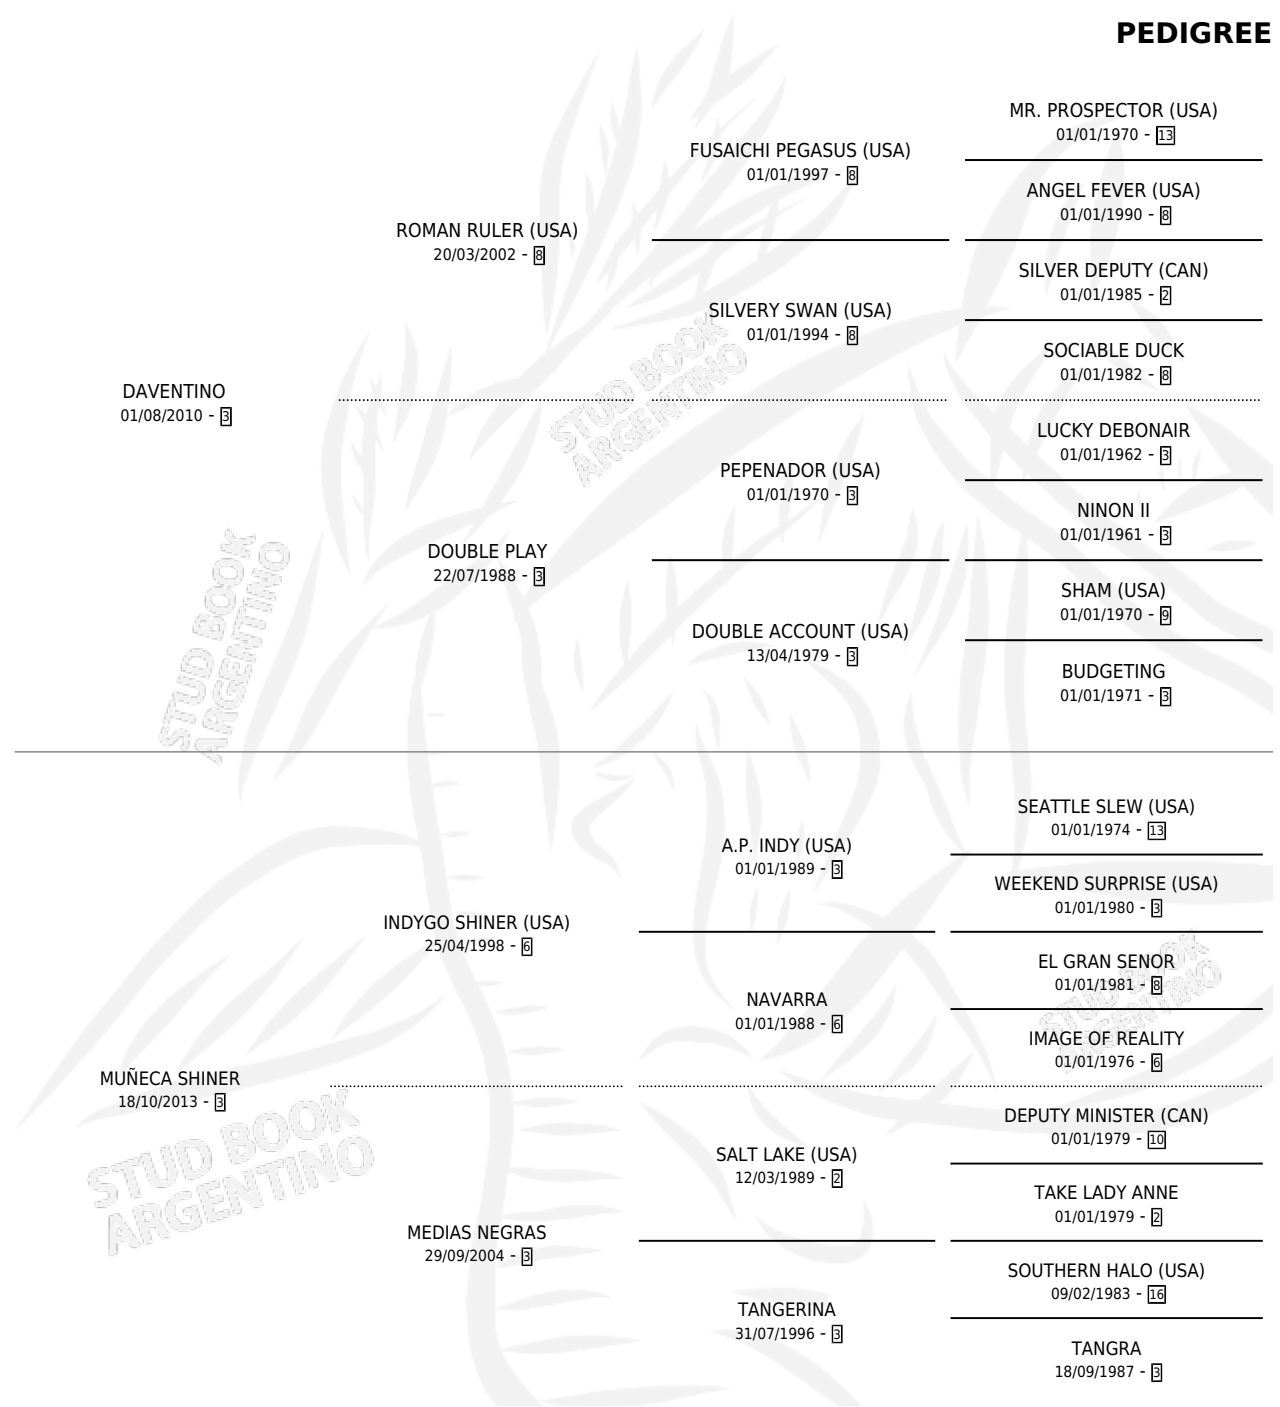 PEDIGREE
MR. PROSPECTOR (USA)
01/01/1970 - 13
FUSAICHI PEGASUS (USA)
01/01/1997 - 8
ANGEL FEVER (USA)
01/01/1990 - 8
ROMAN RULER (USA)
20/03/2002 - 8
SILVER DEPUTY (CAN)
01/01/1985 - 2
SILVERY SWAN (USA)
01/01/1994 - 8
SOCIABLE DUCK
01/01/1982 - 8
DAVENTINO
01/08/2010 - 3
LUCKY DEBONAIR
01/01/1962 - 3
PEPENADOR (USA)
01/01/1970 - 3
NINON II
01/01/1961 - 3
DOUBLE PLAY
22/07/1988 - 3
SHAM (USA)
01/01/1970 - 9
DOUBLE ACCOUNT (USA)
13/04/1979 - 3
BUDGETING
01/01/1971 - 3
STUD BOOK
ARGENTINO
STUD BOOK
ARGENTINO
SEATTLE SLEW (USA)
01/01/1974 - 13
A.P. INDY (USA)
01/01/1989 - 3
WEEKEND SURPRISE (USA)
01/01/1980 - 3
INDYGO SHINER (USA)
25/04/1998 - 6
EL GRAN SENOR
01/01/1981 - 8
NAVARRA
01/01/1988 - 6
IMAGE OF REALITY
01/01/1976 - 6
MUÑECA SHINER
18/10/2013 - 3
DEPUTY MINISTER (CAN)
01/01/1979 - 10
SALT LAKE (USA)
12/03/1989 - 2
TAKE LADY ANNE
01/01/1979 - 2
MEDIAS NEGRAS
29/09/2004 - 3
SOUTHERN HALO (USA)
09/02/1983 - 16
TANGERINA
31/07/1996 - 3
TANGRA
18/09/1987 - 3
STUD BOOK
ARGENTINO
STUD BOOK
ARGENTINO